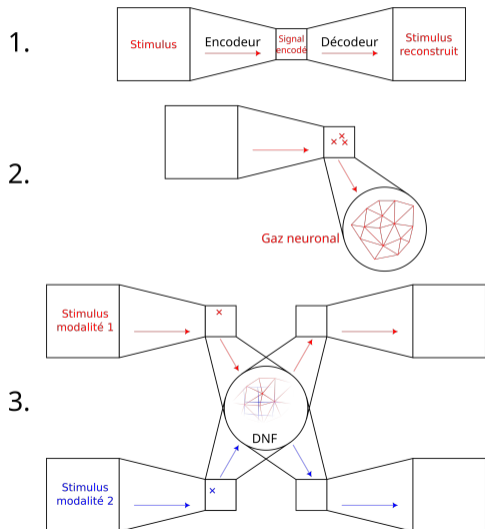 1.
Stimulus
Encodeur
Signal
encodé
Décodeur
Stimulus
reconstruit
2.
Gaz neuronal
3.
Stimulus
modalité 1
DNF
Stimulus
modalité 2